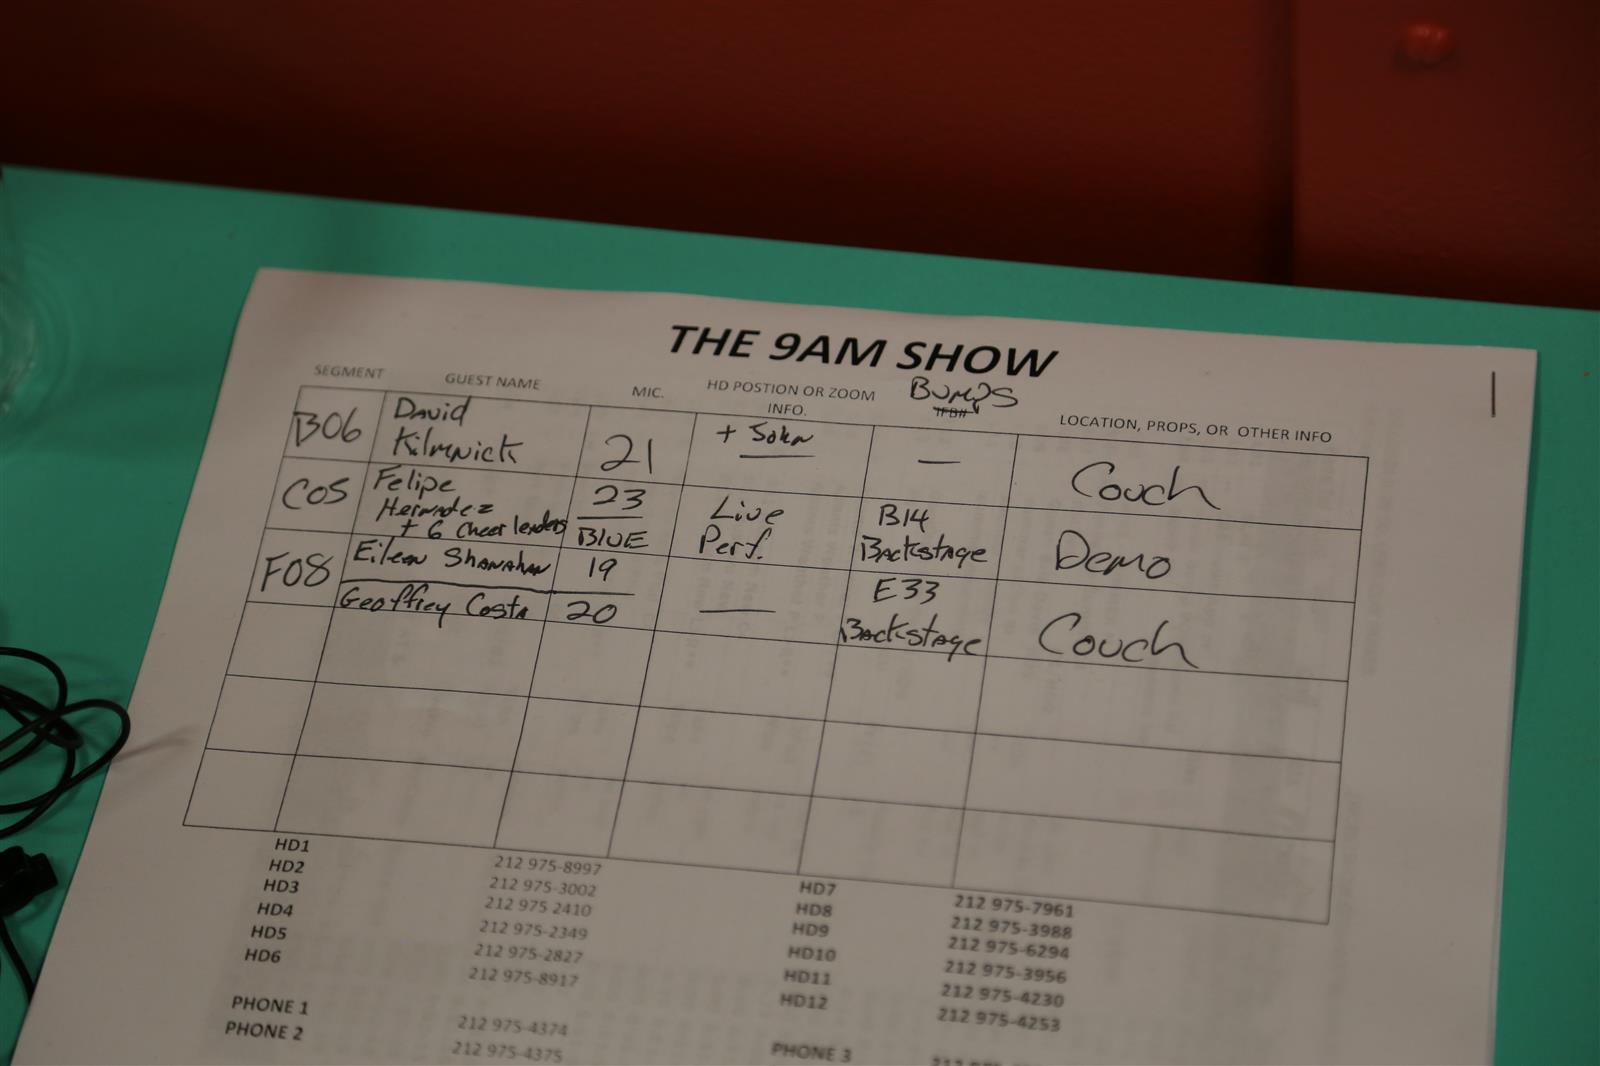 THE 9AM SHOW
SEGMENT GUEST NAME MIC. HD POSTION OR ZOOM INFO. BUMPS IFB# LOCATION, PROPS, OR OTHER INFO
B06 David Kilmnick 21 + John — Couch
C05 Felipe Hernadez + 6 Cheer leaders 23 BLUE Live Perf. B14 Backstage Demo
F08 Eileen Shanahan 19 — E33 Backstage Couch
Geoffrey Costa 20
HD1 212 975-8997
HD2 212 975-3002
HD3 212 975 2410
HD4 212 975-2349
HD5 212 975-2827
HD6 212 975-8917
HD7 212 975-7961
HD8 212 975-3988
HD9 212 975-6294
HD10 212 975-3956
HD11 212 975-4230
HD12 212 975-4253
PHONE 1 212 975-4374
PHONE 2 212 975-4375
PHONE 3